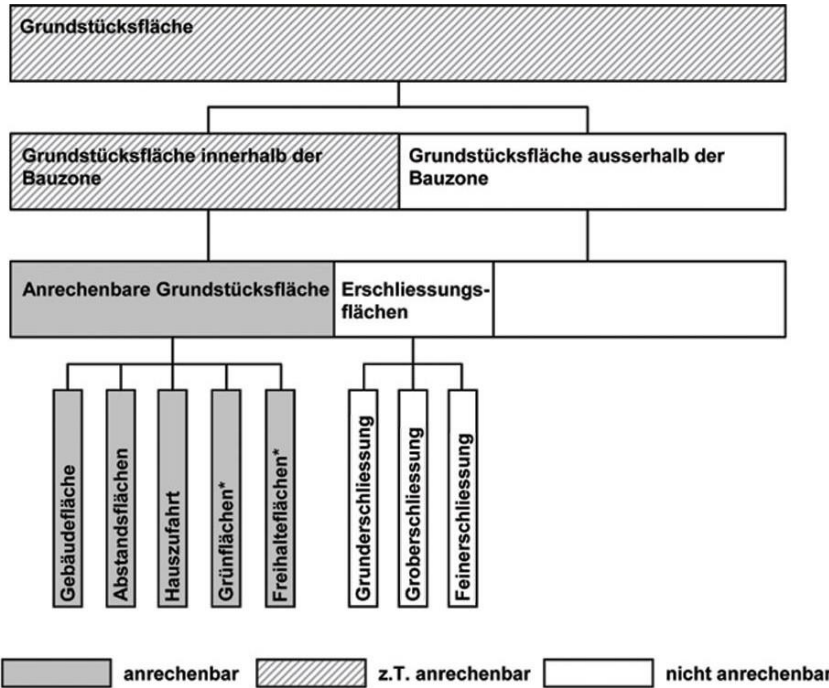 Grundstücksfläche
Grundstücksfläche innerhalb der
Bauzone
Grundstücksfläche ausserhalb der
Bauzone
Anrechenbare Grundstücksfläche
Erschliessungs-
flächen
Gebäudefläche
Abstandsflächen
Hauszufahrt
Grünflächen*
Freihalteflächen*
Grunderschliessung
Groberschliessung
Feinerschliessung
anrechenbar
z.T. anrechenbar
nicht anrechenbar